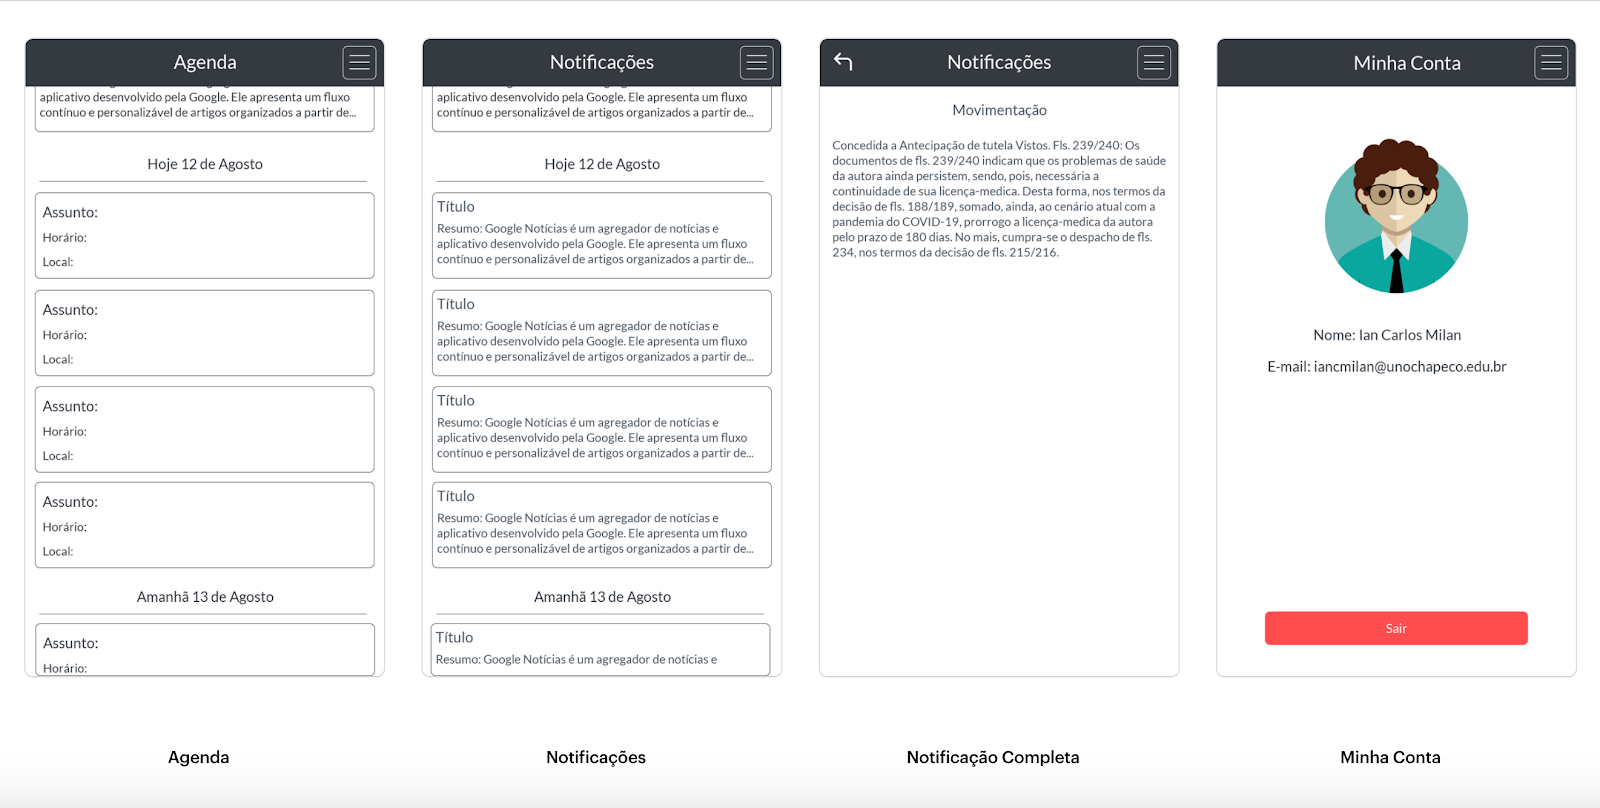 Agenda
aplicativo desenvolvido pela Google. Ele apresenta um fluxo
contínuo e personalizável de artigos organizados a partir de...
Hoje 12 de Agosto
Assunto:
Horário:
Local:
Assunto:
Horário:
Local:
Assunto:
Horário:
Local:
Assunto:
Horário:
Local:
Amanhã 13 de Agosto
Assunto:
Horário:
Agenda
Notificações
aplicativo desenvolvido pela Google. Ele apresenta um fluxo
contínuo e personalizável de artigos organizados a partir de...
Hoje 12 de Agosto
Título
Resumo: Google Notícias é um agregador de notícias e
aplicativo desenvolvido pela Google. Ele apresenta um fluxo
contínuo e personalizável de artigos organizados a partir de...
Título
Resumo: Google Notícias é um agregador de notícias e
aplicativo desenvolvido pela Google. Ele apresenta um fluxo
contínuo e personalizável de artigos organizados a partir de...
Título
Resumo: Google Notícias é um agregador de notícias e
aplicativo desenvolvido pela Google. Ele apresenta um fluxo
contínuo e personalizável de artigos organizados a partir de...
Título
Resumo: Google Notícias é um agregador de notícias e
aplicativo desenvolvido pela Google. Ele apresenta um fluxo
contínuo e personalizável de artigos organizados a partir de...
Amanhã 13 de Agosto
Título
Resumo: Google Notícias é um agregador de notícias e
Notificações
Notificações
Movimentação
Concedida a Antecipação de tutela Vistos. Fls. 239/240: Os
documentos de fls. 239/240 indicam que os problemas de saúde
da autora ainda persistem, sendo, pois, necessária a
continuidade de sua licença-medica. Desta forma, nos termos da
decisão de fls. 188/189, somado, ainda, ao cenário atual com a
pandemia do COVID-19, prorrogo a licença-medica da autora
pelo prazo de 180 dias. No mais, cumpra-se o despacho de fls.
234, nos termos da decisão de fls. 215/216.
Notificação Completa
Minha Conta
Nome: Ian Carlos Milan
E-mail: iancmilan@unochapeco.edu.br
Sair
Minha Conta